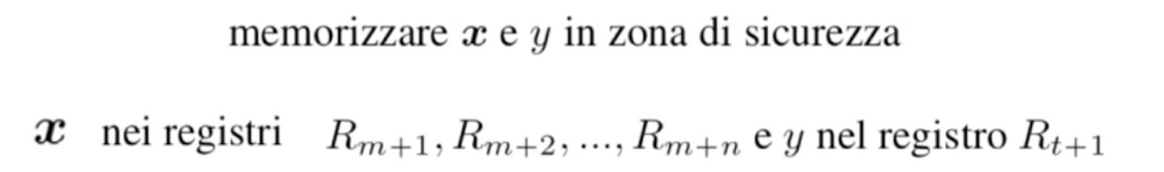 memorizzare 𝒙 e y in zona di sicurezza
𝒙 nei registri R_{m+1}, R_{m+2}, ..., R_{m+n} e y nel registro R_{t+1}